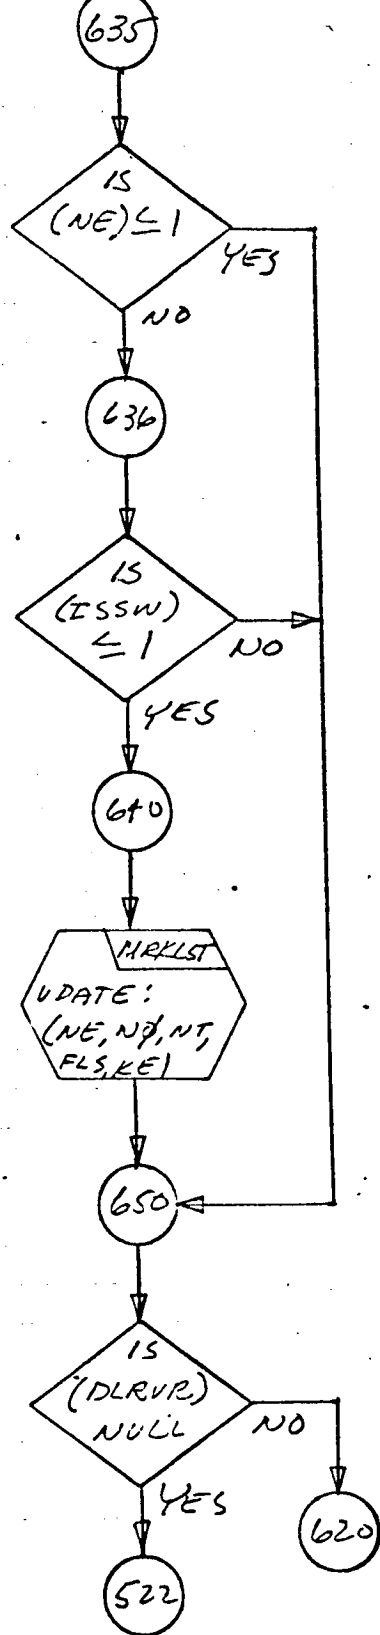 635
IS
(NE) ≤ 1
YES
NO
636
IS
(ISSW)
≤ 1
NO
YES
640
MRKLST
UDATE:
(NE, NØ, NT,
FLS, KE)
650
IS
(DLRVR)
NULL
NO
YES
620
522